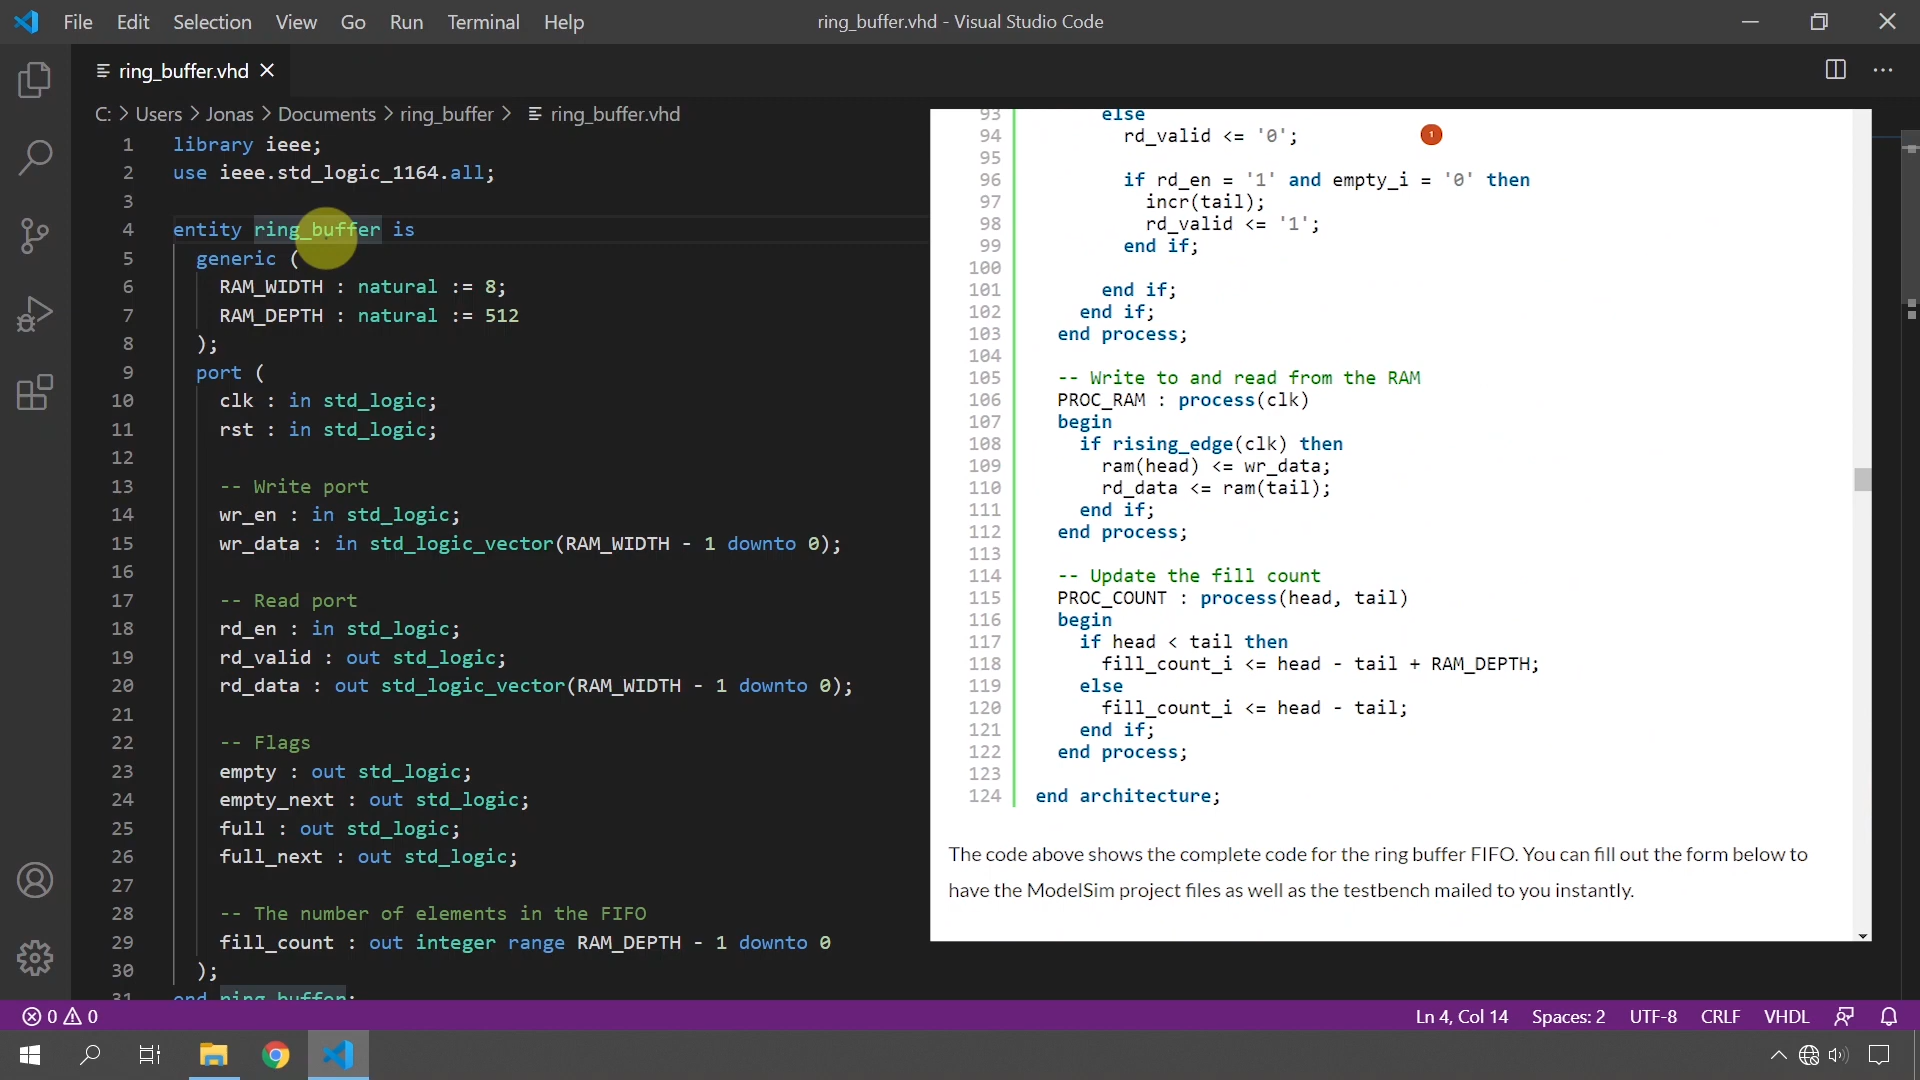 File Edit Selection View Go Run Terminal Help
ring_buffer.vhd - Visual Studio Code
ring_buffer.vhd
C: > Users > Jonas > Documents > ring_buffer > ring_buffer.vhd
1 library ieee;
2 use ieee.std_logic_1164.all;
3
4 entity ring_buffer is
5 generic (
6 RAM_WIDTH : natural := 8;
7 RAM_DEPTH : natural := 512
8 );
9 port (
10 clk : in std_logic;
11 rst : in std_logic;
12
13 -- Write port
14 wr_en : in std_logic;
15 wr_data : in std_logic_vector(RAM_WIDTH - 1 downto 0);
16
17 -- Read port
18 rd_en : in std_logic;
19 rd_valid : out std_logic;
20 rd_data : out std_logic_vector(RAM_WIDTH - 1 downto 0);
21
22 -- Flags
23 empty : out std_logic;
24 empty_next : out std_logic;
25 full : out std_logic;
26 full_next : out std_logic;
27
28 -- The number of elements in the FIFO
29 fill_count : out integer range RAM_DEPTH - 1 downto 0
30 );
31 end ring_buffer;
93 else
94 rd_valid <= '0';
1
95
96 if rd_en = '1' and empty_i = '0' then
97 incr(tail);
98 rd_valid <= '1';
99 end if;
100
101 end if;
102 end if;
103 end process;
104
105 -- Write to and read from the RAM
106 PROC_RAM : process(clk)
107 begin
108 if rising_edge(clk) then
109 ram(head) <= wr_data;
110 rd_data <= ram(tail);
111 end if;
112 end process;
113
114 -- Update the fill count
115 PROC_COUNT : process(head, tail)
116 begin
117 if head < tail then
118 fill_count_i <= head - tail + RAM_DEPTH;
119 else
120 fill_count_i <= head - tail;
121 end if;
122 end process;
123
124 end architecture;
The code above shows the complete code for the ring buffer FIFO. You can fill out the form below to
have the ModelSim project files as well as the testbench mailed to you instantly.
0 0
Ln 4, Col 14 Spaces: 2 UTF-8 CRLF VHDL